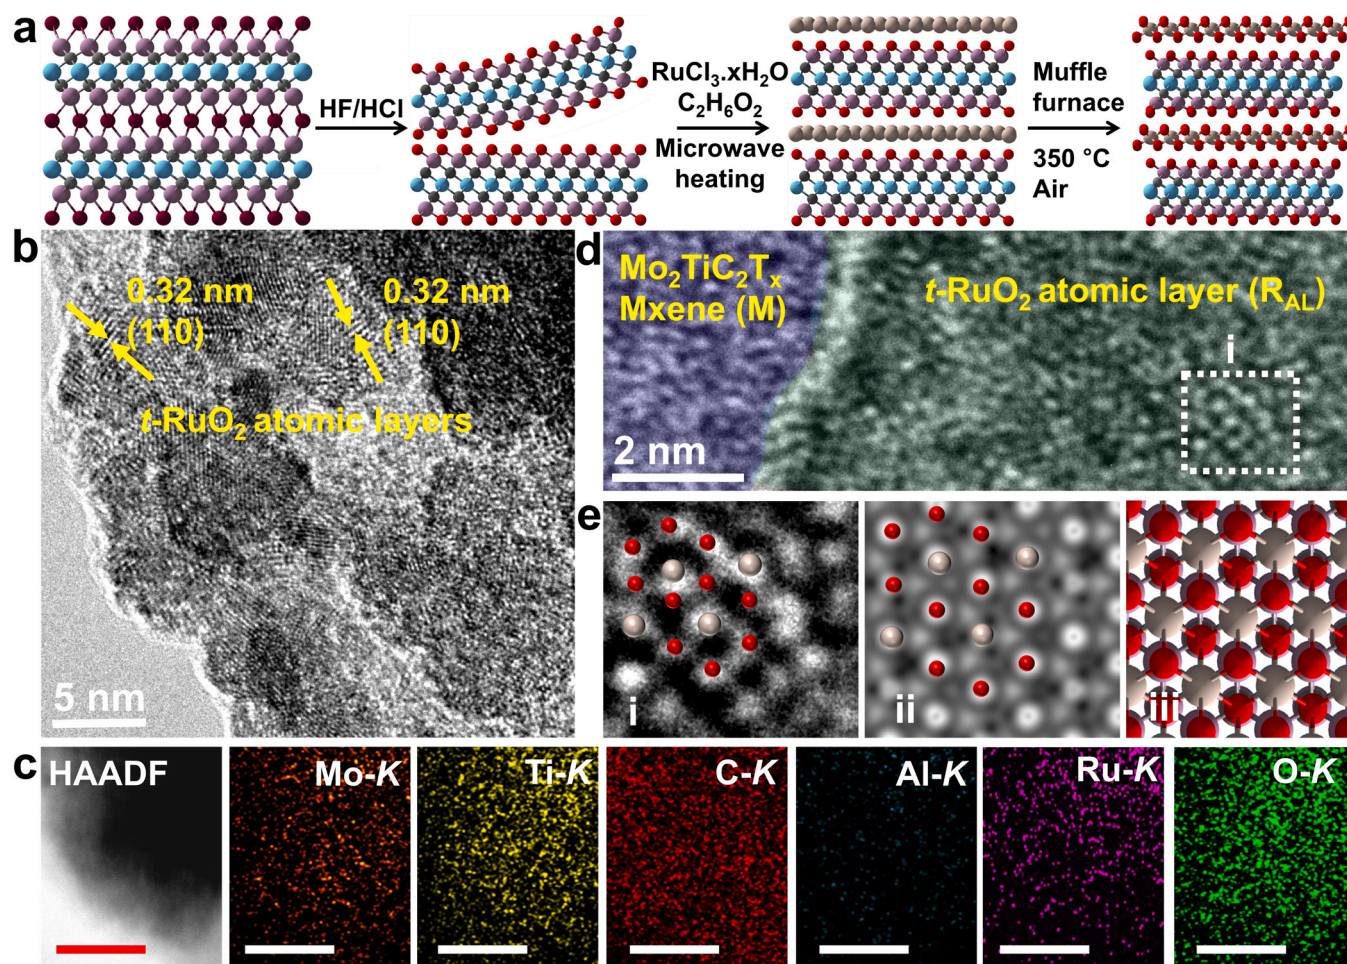 a
HF/HCl
RuCl₃.xH₂O
C₂H₆O₂
Microwave
heating
Muffle
furnace
350 °C
Air
b
0.32 nm
(110)
0.32 nm
(110)
t-RuO₂ atomic layers
5 nm
d
Mo₂TiC₂Tₓ
Mxene (M)
t-RuO₂ atomic layer (R_AL)
i
2 nm
e
i
ii
iii
c
HAADF
Mo-K
Ti-K
C-K
Al-K
Ru-K
O-K